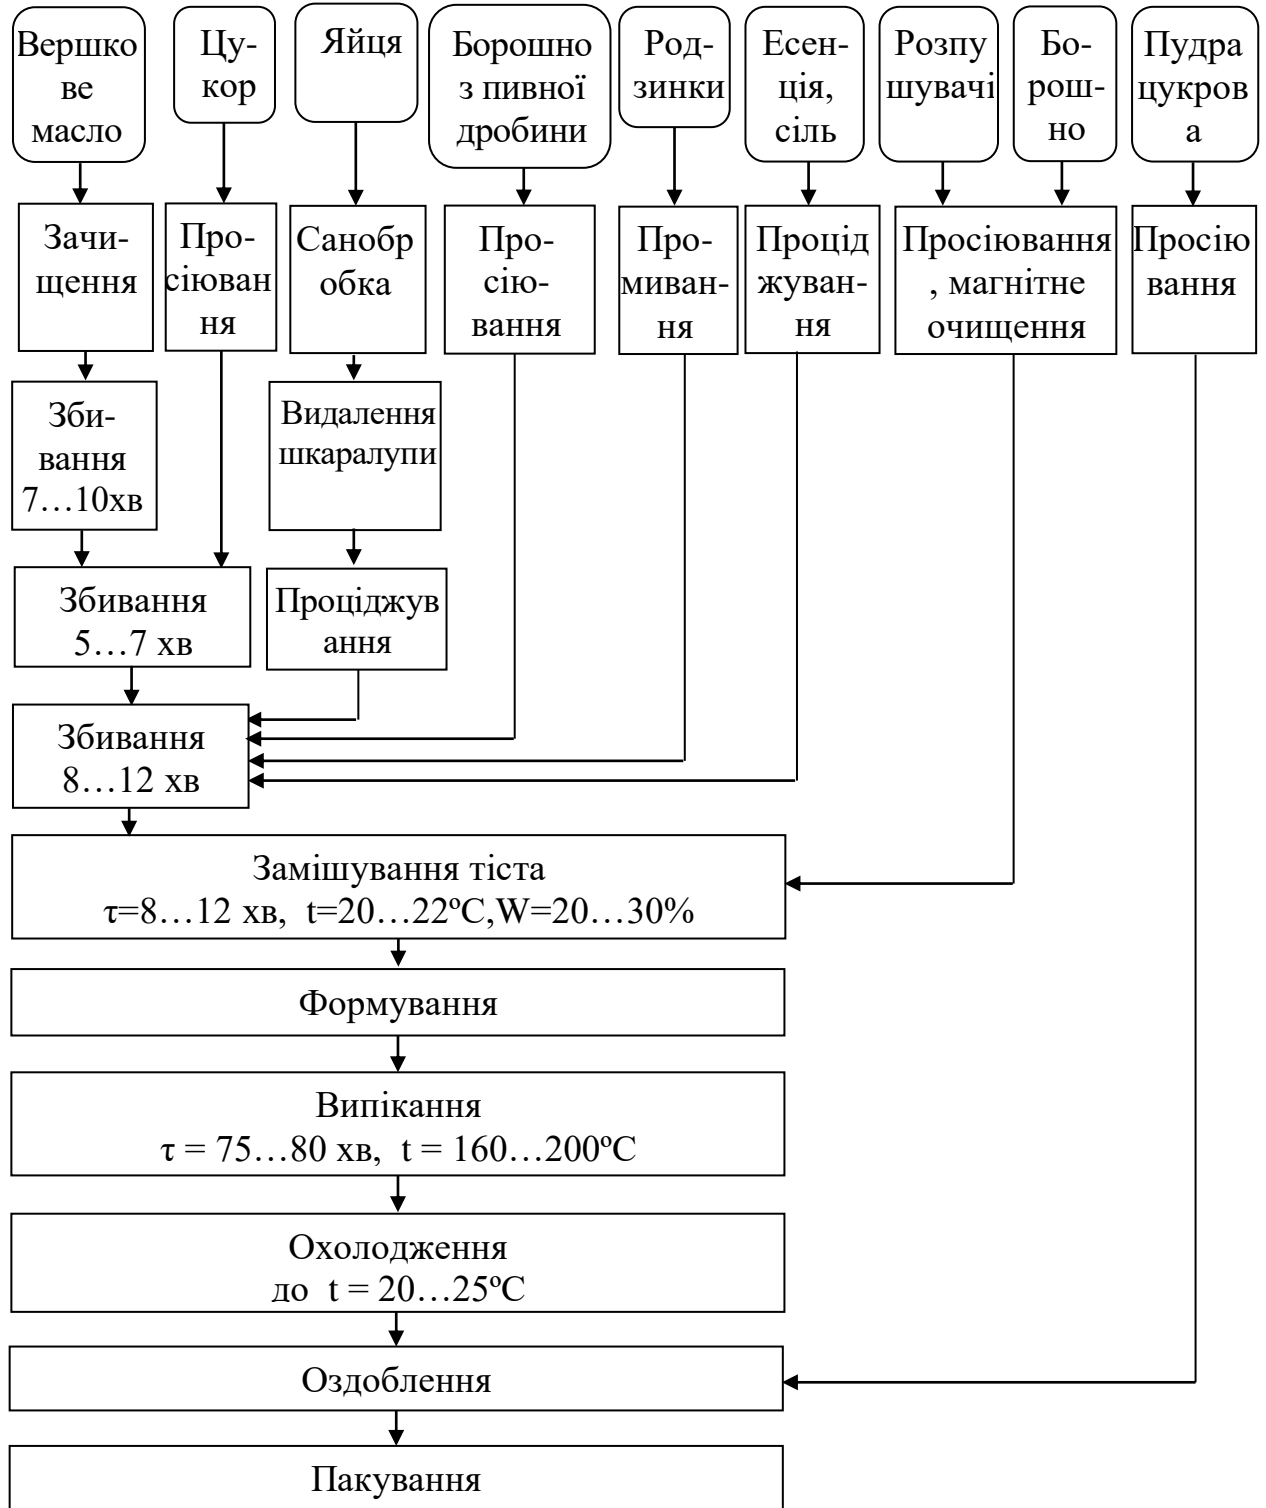 Вершко
ве
масло
Цу-
кор
Яйця
Борошно
з пивної
дробини
Род-
зинки
Есен-
ція,
сіль
Розпу
шувачі
Бо-
рош-
но
Пудра
цукров
а
Зачи-
щення
Про-
сіюван
ня
Санобр
обка
Про-
сію-
вання
Про-
миван-
ня
Процід
жуван-
ня
Просіювання
, магнітне
очищення
Просію
вання
Зби-
вання
7…10хв
Видалення
шкаралупи
Збивання
5…7 хв
Проціджув
ання
Збивання
8…12 хв
Замішування тіста
τ=8…12 хв, t=20…22ºС,W=20…30%
Формування
Випікання
τ = 75…80 хв, t = 160…200ºС
Охолодження
до t = 20…25ºС
Оздоблення
Пакування